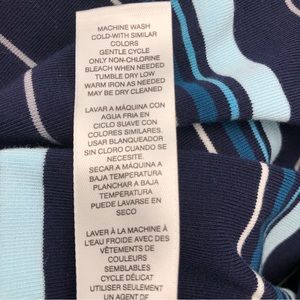 MACHINE WASH
COLD-WITH SIMILAR
COLORS
GENTLE CYCLE
ONLY NON-CHLORINE
BLEACH WHEN NEEDED
TUMBLE DRY LOW
WARM IRON AS NEEDED
MAY BE DRY CLEANED
LAVAR A MÁQUINA CON
AGUA FRIA EN
CICLO SUAVE CON
COLORES SIMILARES.
USAR BLANQUEADOR
SIN CLORO CUANDO SE
NECESITE.
SECAR A MÁQUINA A
BAJA TEMPERATURA
PLANCHAR A BAJA
TEMPERATURA
PUEDE LAVARSE EN
SECO
LAVER À LA MACHINE À
L'EAU FROIDE AVEC DES
VÊTEMENTS DE
COULEURS
SEMBLABLES
CYCLE DÉLICAT
UTILISER SEULEMENT
UN AGENT DE